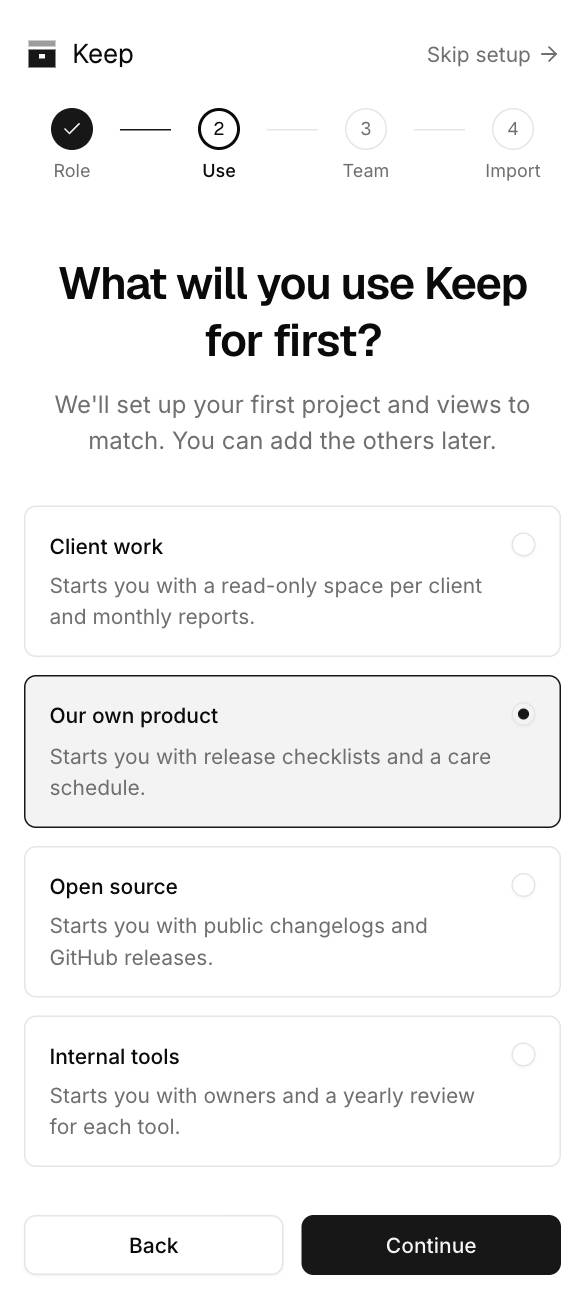 Keep
Skip setup →
2
3
4
Role
Use
Team
Import
What will you use Keep
for first?
We'll set up your first project and views to
match. You can add the others later.
Client work
Starts you with a read-only space per client
and monthly reports.
Our own product
Starts you with release checklists and a care
schedule.
Open source
Starts you with public changelogs and
GitHub releases.
Internal tools
Starts you with owners and a yearly review
for each tool.
Back
Continue